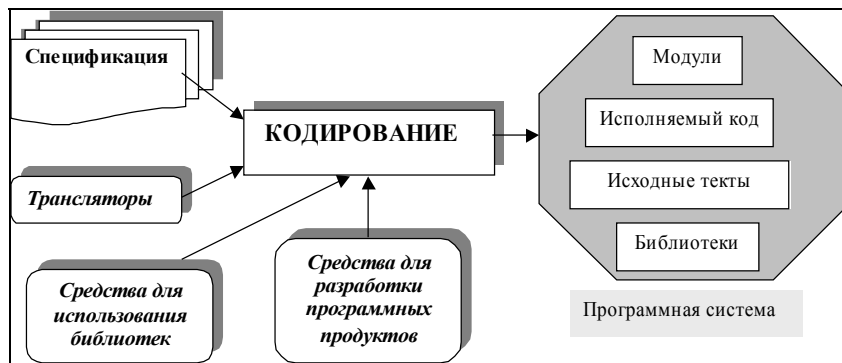 Спецификация
КОДИРОВАНИЕ
Трансляторы
Средства для
использования
библиотек
Средства для
разработки
программных
продуктов
Модули
Исполняемый код
Исходные текты
Библиотеки
Программная система